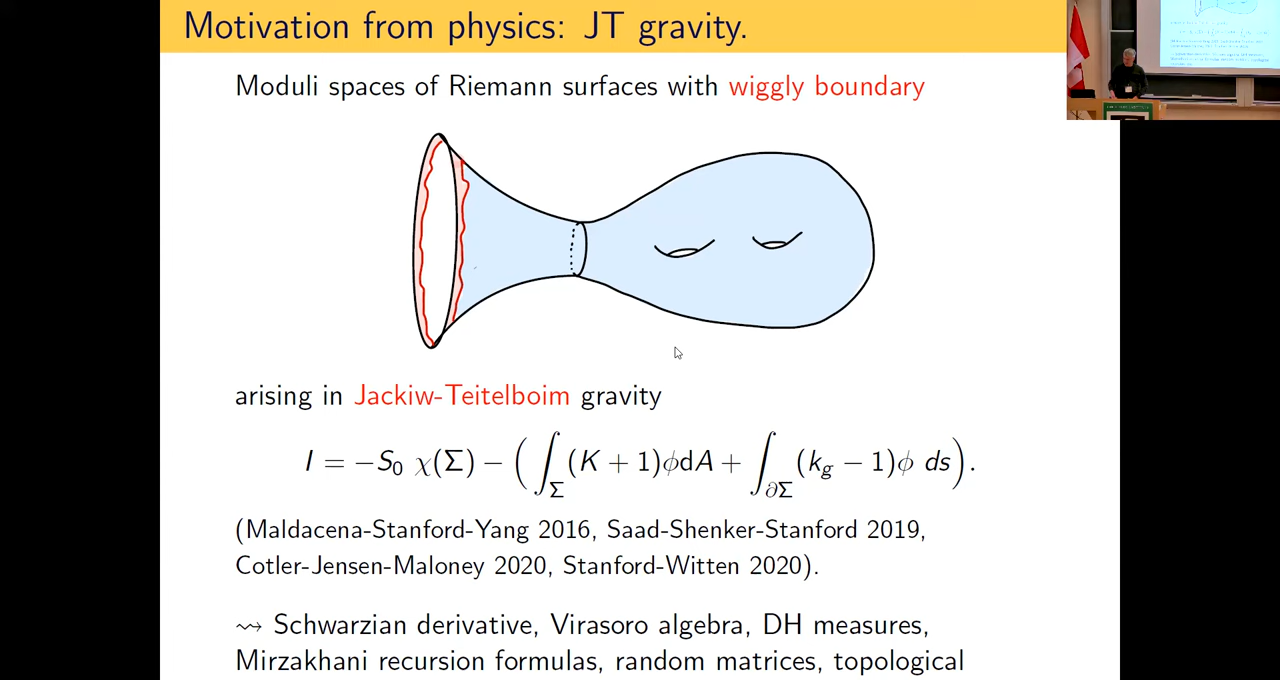 Motivation from physics: JT gravity.
Moduli spaces of Riemann surfaces with wiggly boundary
arising in Jackiw-Teitelboim gravity
I = −S₀ χ(Σ) − ( ∫_Σ (K + 1)ϕdA + ∫_∂Σ (k_g − 1)ϕ ds ).
(Maldacena-Stanford-Yang 2016, Saad-Shenker-Stanford 2019,
Cotler-Jensen-Maloney 2020, Stanford-Witten 2020).
⇝ Schwarzian derivative, Virasoro algebra, DH measures,
Mirzakhani recursion formulas, random matrices, topological